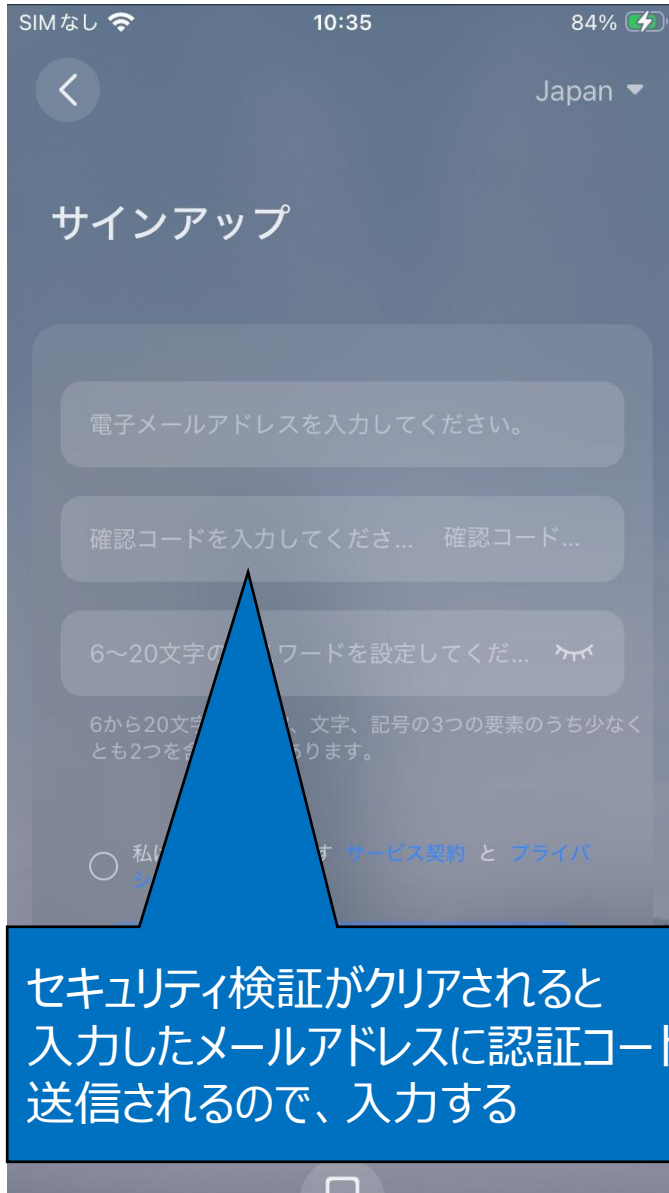 SIMなし 10:35 84%
Japan
サインアップ
電子メールアドレスを入力してください。
確認コードを入力してくださ... 確認コード...
6～20文字の ワードを設定してくだ...
6から20文字 、文字、記号の3つの要素のうち少なく
とも2つを含 あります。
私は す サービス契約 と プライバ
シ
セキュリティ検証がクリアされると
入力したメールアドレスに認証コード
送信されるので、入力する